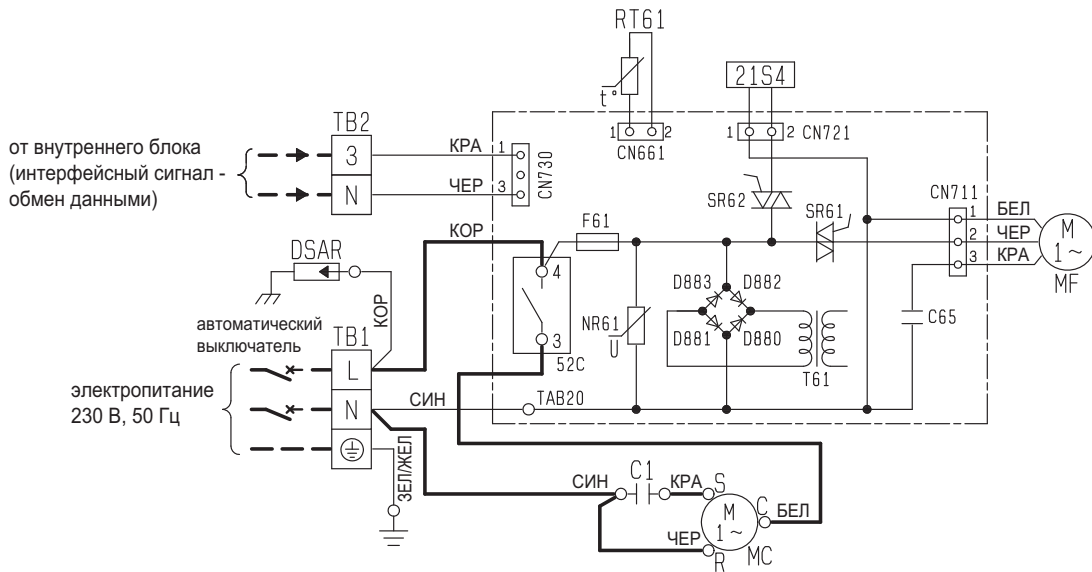 RT61
t°
1 2
CN661
21S4
1 2 CN721
от внутреннего блока
(интерфейсный сигнал -
обмен данными)
TB2
3
N
КРА 1
ЧЕР 3
CN730
SR62
SR61
CN711
1 БЕЛ
2 ЧЕР
3 КРА
M
1 ~
MF
КОР
F61
4
3
52C
DSAR
КОР
NR61
U
D883 D882
D881 D880
T61
C65
автоматический
выключатель
TB1
L
N
электропитание
230 В, 50 Гц
СИН
TAB20
ЗЕЛ/ЖЕЛ
СИН C1 КРА S
M
1 ~
C БЕЛ
ЧЕР
R MC